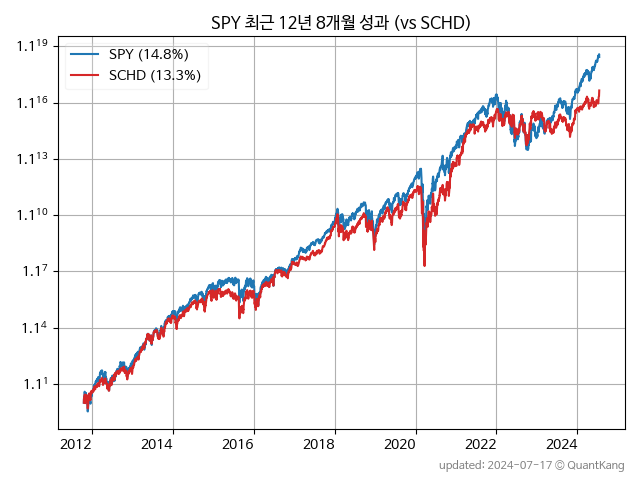 SPY 최근 12년 8개월 성과 (vs SCHD)
SPY (14.8%)
SCHD (13.3%)
1.1¹⁹
1.1¹⁶
1.1¹³
1.1¹⁰
1.1⁷
1.1⁴
1.1¹
2012 2014 2016 2018 2020 2022 2024
updated: 2024-07-17 © QuantKang